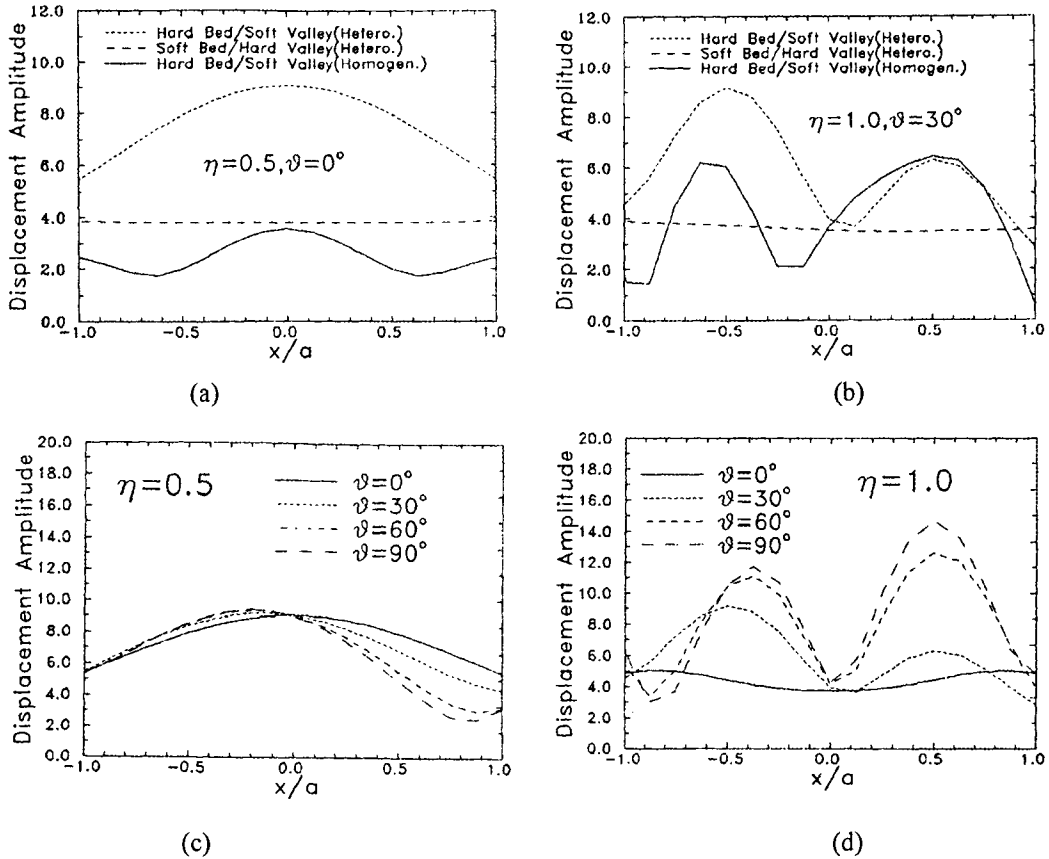 12.0
10.0
8.0
6.0
4.0
2.0
0.0
Displacement Amplitude
Hard Bed/Soft Valley(Hetero.)
Soft Bed/Hard Valley(Hetero.)
Hard Bed/Soft Valley(Homogen.)
η=0.5,ϑ=0°
-1.0 -0.5 0.0 0.5 1.0
x/a
(a)
12.0
10.0
8.0
6.0
4.0
2.0
0.0
Displacement Amplitude
Hard Bed/Soft Valley(Hetero.)
Soft Bed/Hard Valley(Hetero.)
Hard Bed/Soft Valley(Homogen.)
η=1.0,ϑ=30°
-1.0 -0.5 0.0 0.5 1.0
x/a
(b)
20.0
18.0
16.0
14.0
12.0
10.0
8.0
6.0
4.0
2.0
0.0
Displacement Amplitude
η=0.5
ϑ=0°
ϑ=30°
ϑ=60°
ϑ=90°
-1.0 -0.5 0.0 0.5 1.0
x/a
(c)
20.0
18.0
16.0
14.0
12.0
10.0
8.0
6.0
4.0
2.0
0.0
Displacement Amplitude
ϑ=0°
ϑ=30°
ϑ=60°
ϑ=90°
η=1.0
-1.0 -0.5 0.0 0.5 1.0
x/a
(d)